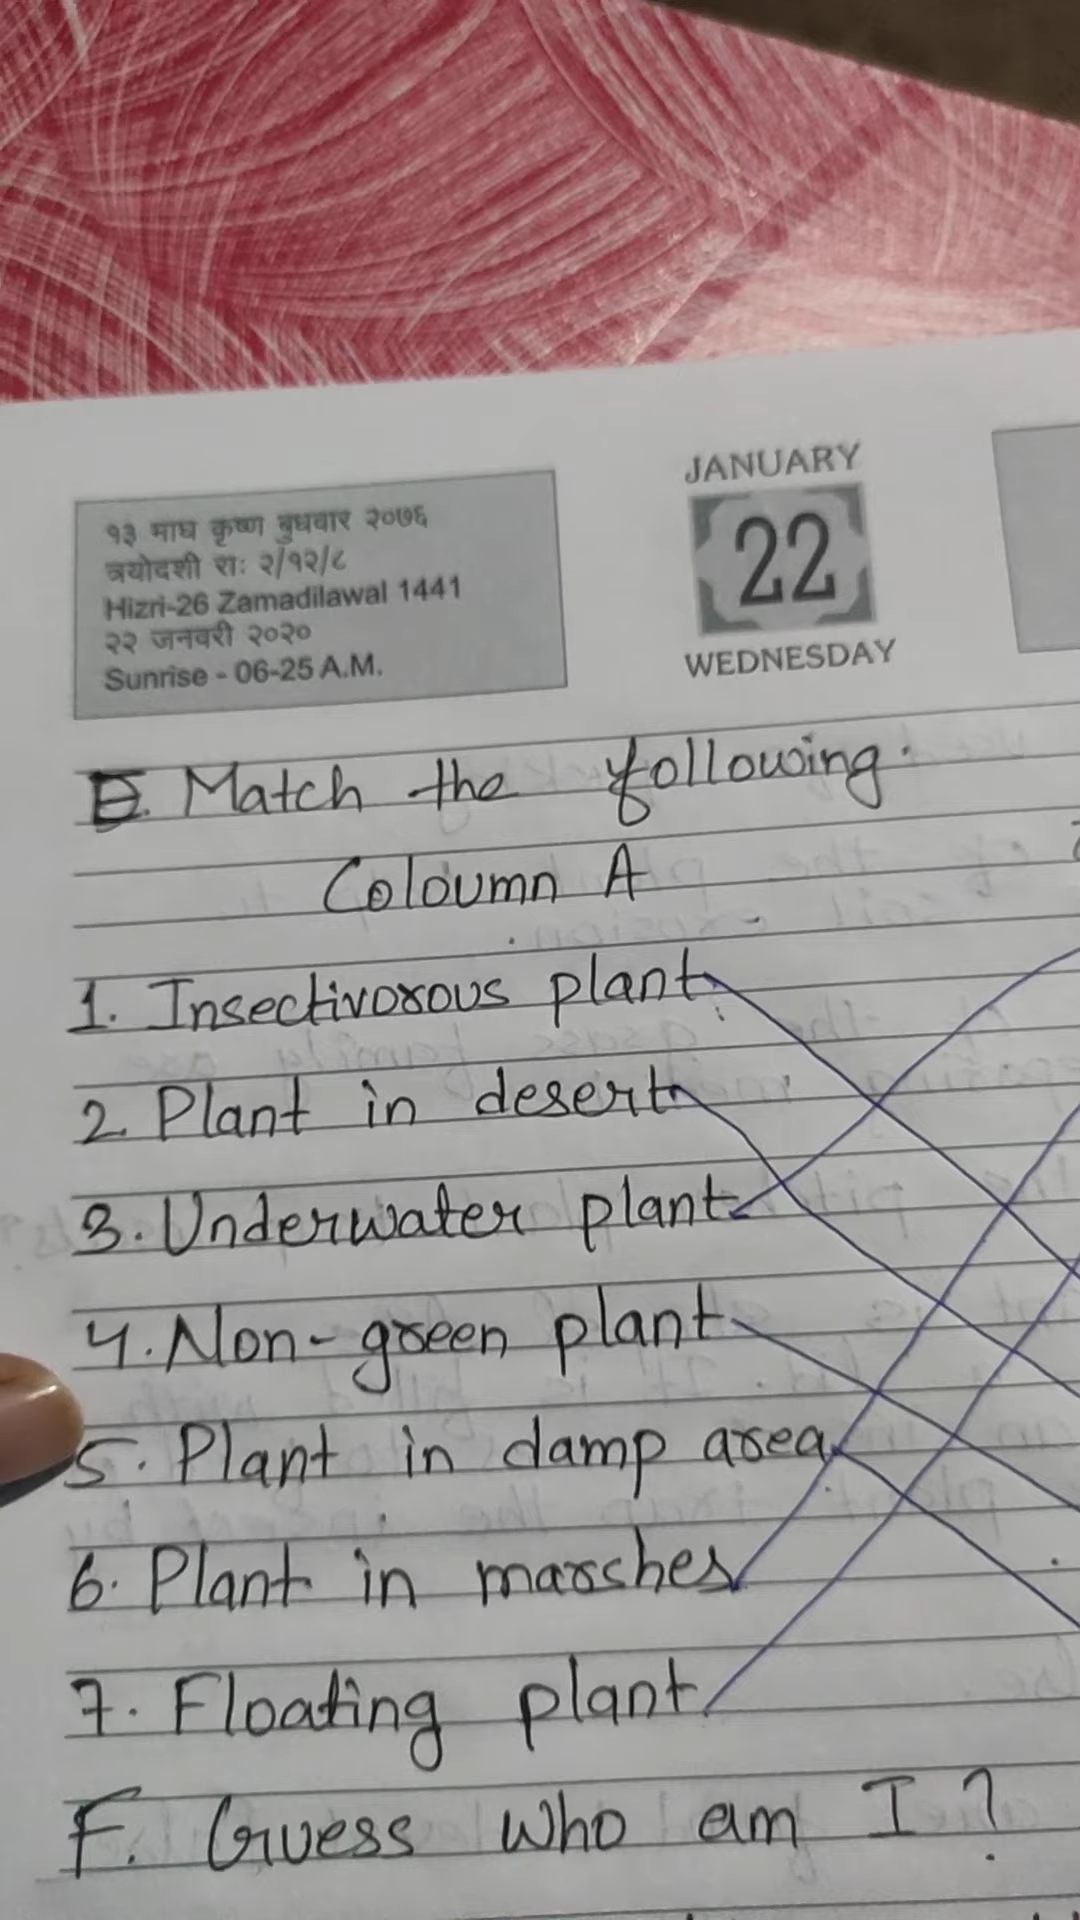 १३ माघ कृष्ण बुधवार २०७६
त्रयोदशी रा: २/१२/८
Hizri-26 Zamadilawal 1441
२२ जनवरी २०२०
Sunrise - 06-25 A.M.
JANUARY
22
WEDNESDAY
E. Match the following.
Coloumn A
1. Insectivorous plant
2. Plant in desert
3. Underwater plant
4. Non-green plant
5. Plant in damp area
6. Plant in marshes
7. Floating plant
F. Guess Who am I ?